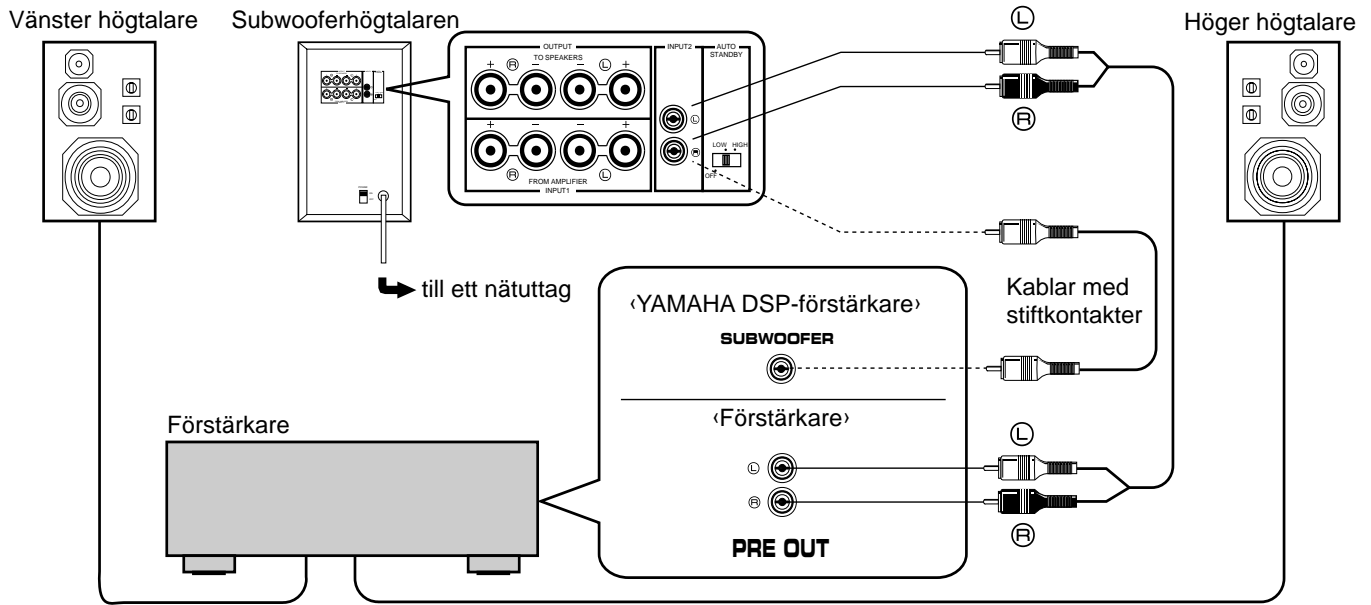 Vänster högtalare
Subwooferhögtalaren
Höger högtalare
OUTPUT
TO SPEAKERS
+ R – – L +
+ – – +
R L
FROM AMPLIFIER
INPUT1
INPUT2
L
R
AUTO
STANDBY
LOW HIGH
OFF
L
R
till ett nätuttag
‹YAMAHA DSP-förstärkare›
SUBWOOFER
Kablar med
stiftkontakter
‹Förstärkare›
L
R
PRE OUT
L
R
Förstärkare